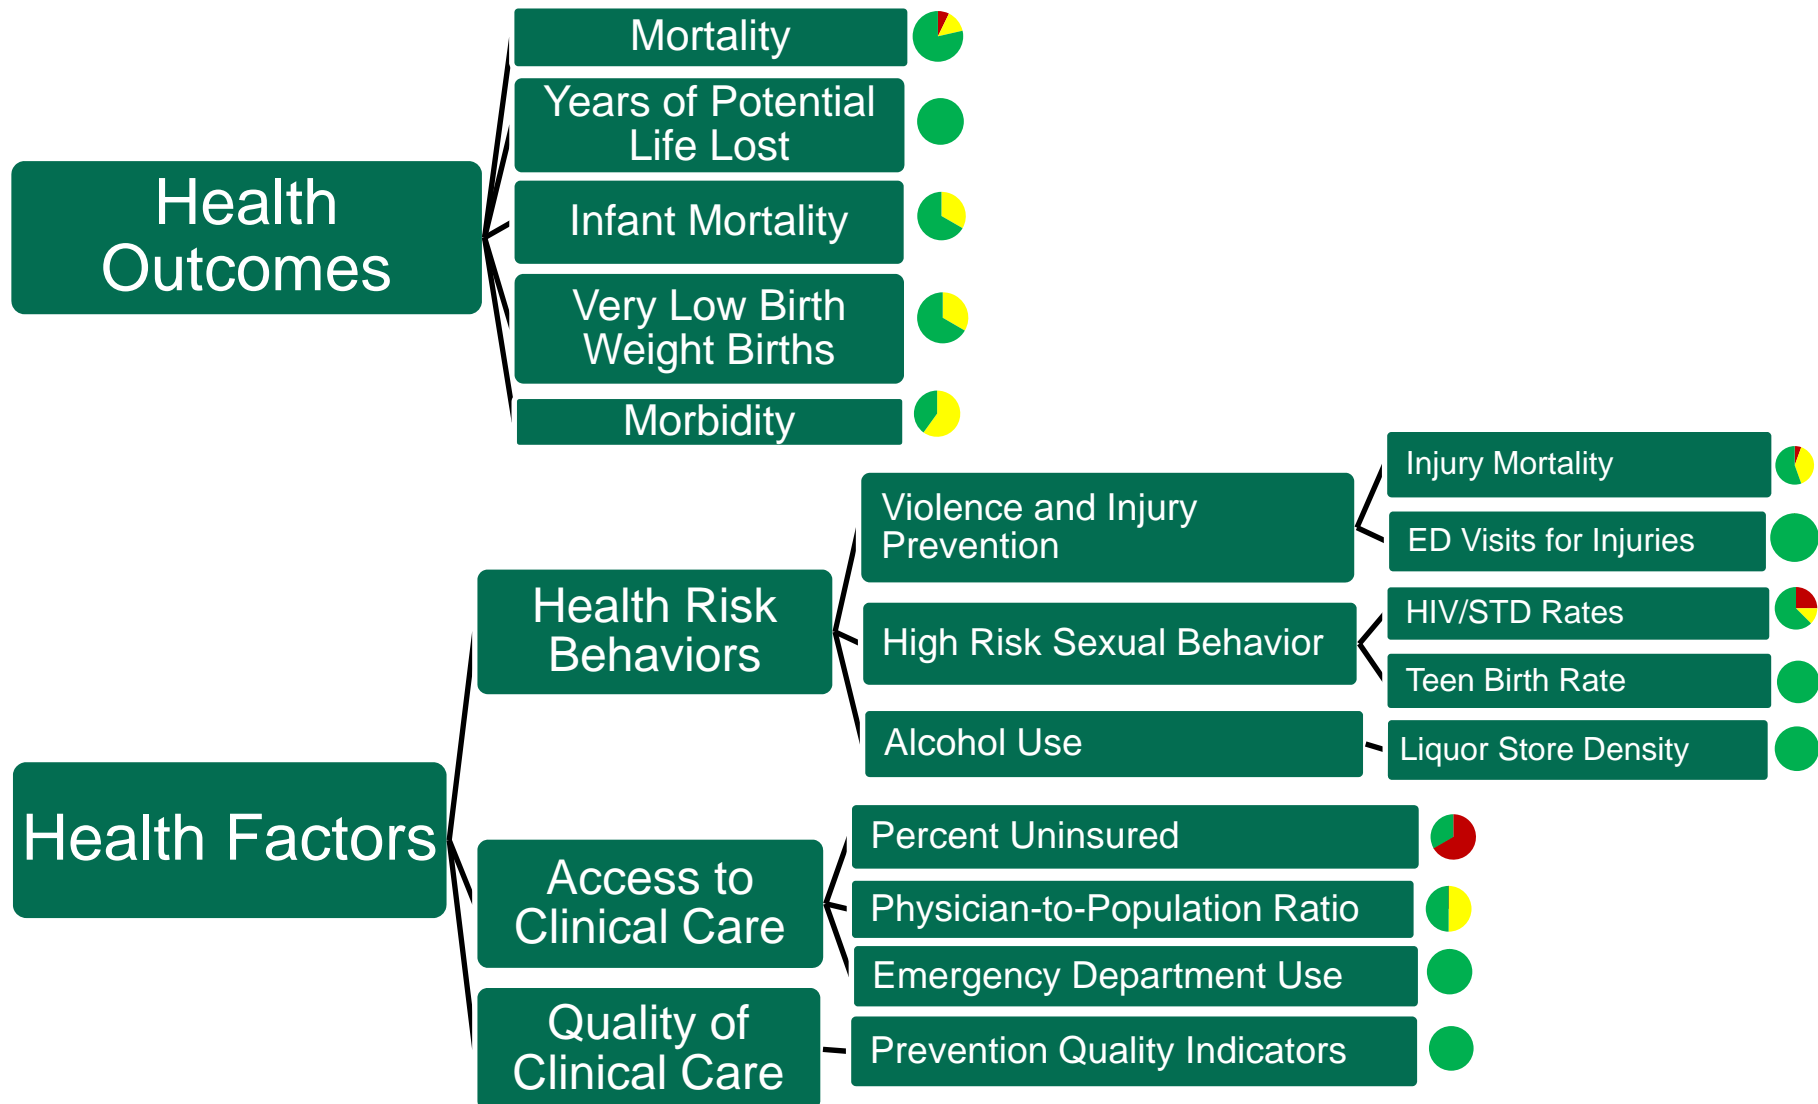 Mortality
Years of Potential
Life Lost
Health
Outcomes
Infant Mortality
Very Low Birth
Weight Births
Morbidity
Injury Mortality
Violence and Injury
Prevention
ED Visits for Injuries
Health Risk
Behaviors
HIV/STD Rates
High Risk Sexual Behavior
Teen Birth Rate
Alcohol Use
Liquor Store Density
Health Factors
Percent Uninsured
Access to
Clinical Care
Physician-to-Population Ratio
Emergency Department Use
Quality of
Clinical Care
Prevention Quality Indicators